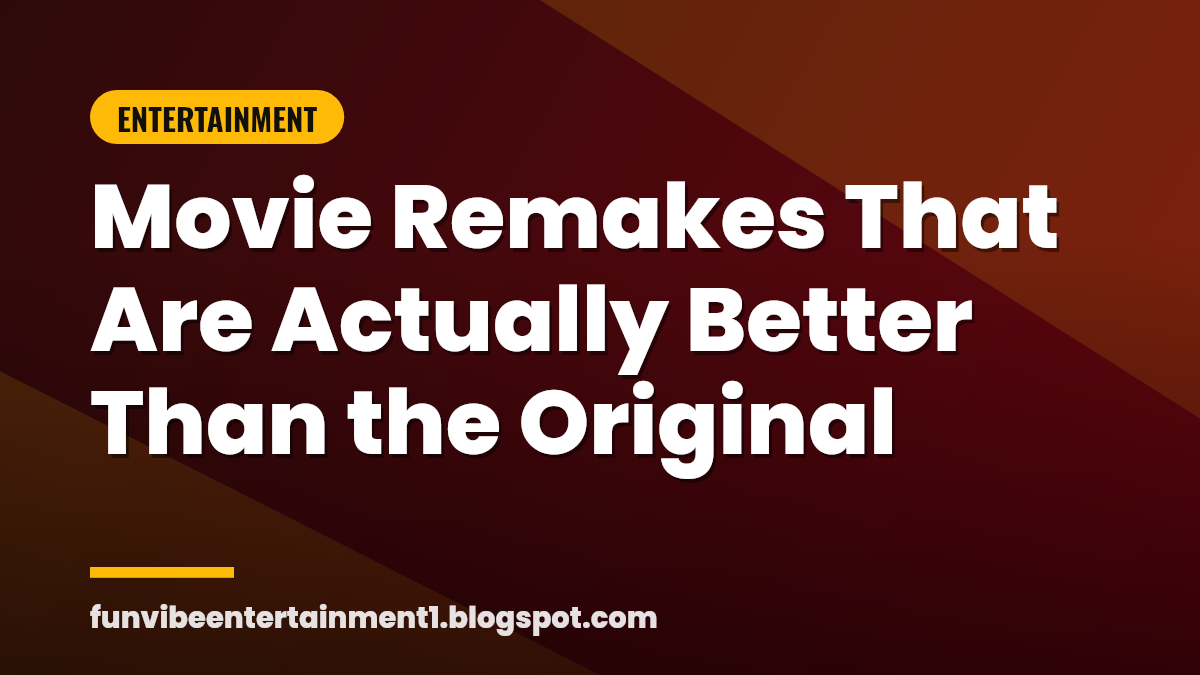 ENTERTAINMENT
Movie Remakes That
Are Actually Better
Than the Original
funvibeentertainment1.blogspot.com